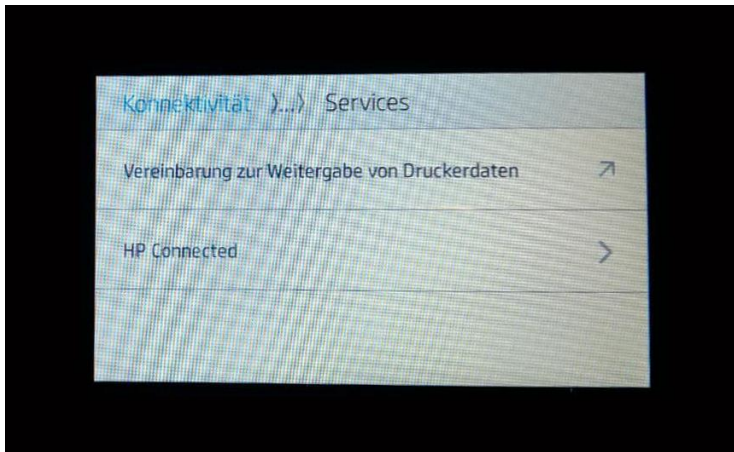 Konnektivität 〉...〉 Services
Vereinbarung zur Weitergabe von Druckerdaten
HP Connected